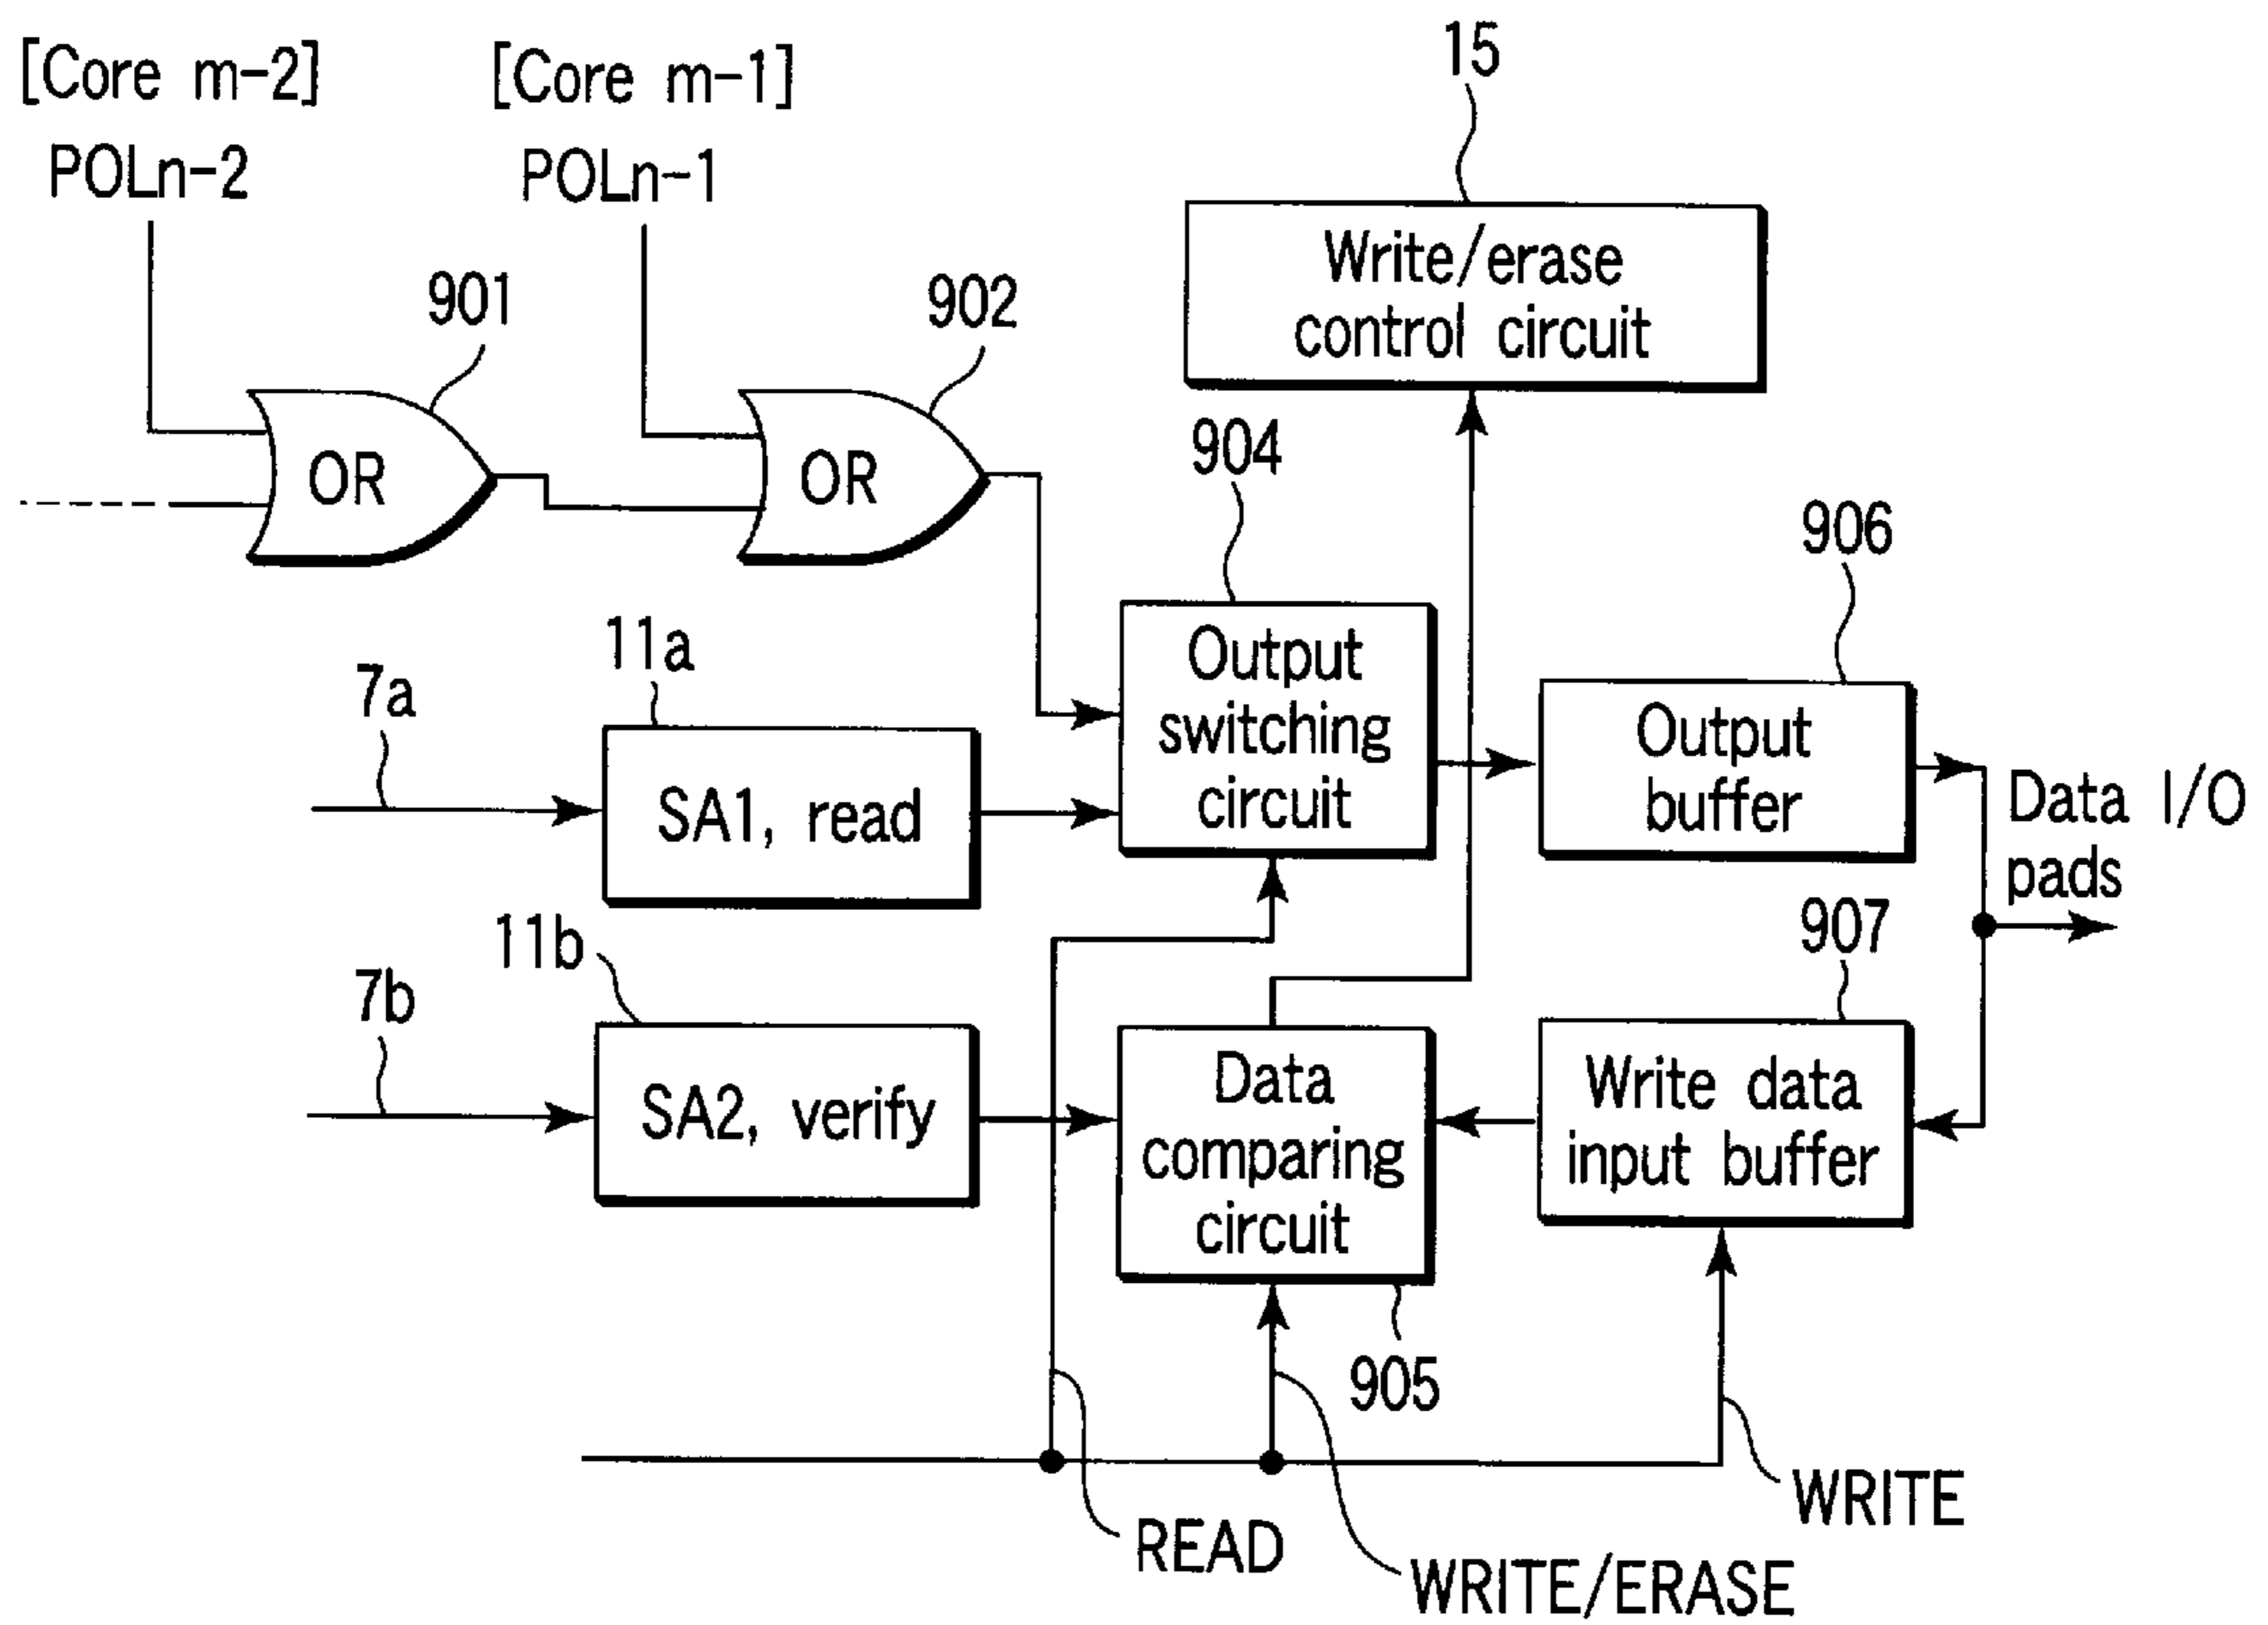 [Core m-2]
POLn-2
[Core m-1]
POLn-1
15
Write/erase
control circuit
901
902
OR
OR
904
906
Output
switching
circuit
Output
buffer
11a
7a
SA1, read
Data I/O
pads
11b
7b
SA2, verify
907
Data
comparing
circuit
Write data
input buffer
905
READ
WRITE/ERASE
WRITE